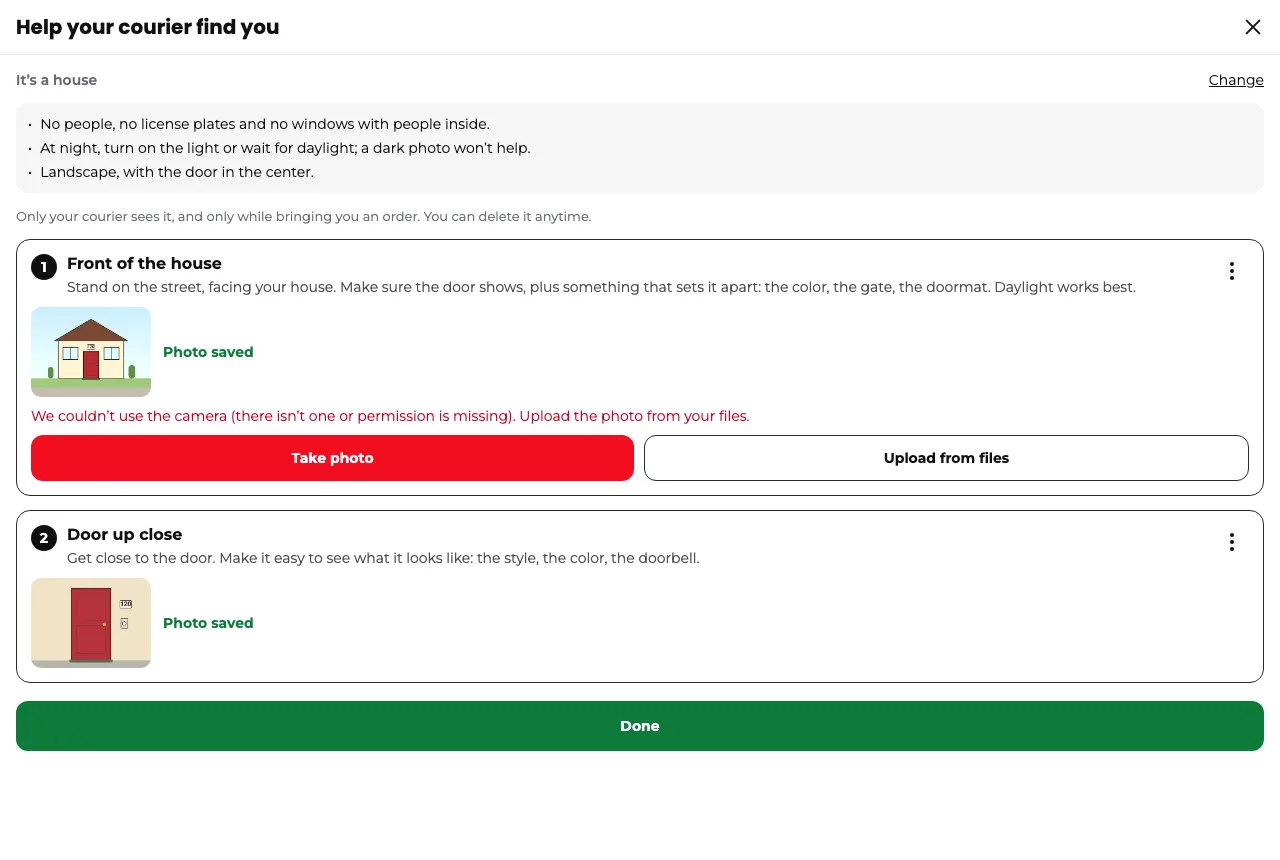 Help your courier find you
It’s a house
Change
• No people, no license plates and no windows with people inside.
• At night, turn on the light or wait for daylight; a dark photo won’t help.
• Landscape, with the door in the center.
Only your courier sees it, and only while bringing you an order. You can delete it anytime.
1 Front of the house
Stand on the street, facing your house. Make sure the door shows, plus something that sets it apart: the color, the gate, the doormat. Daylight works best.
Photo saved
We couldn’t use the camera (there isn’t one or permission is missing). Upload the photo from your files.
Take photo
Upload from files
2 Door up close
Get close to the door. Make it easy to see what it looks like: the style, the color, the doorbell.
120
Photo saved
Done